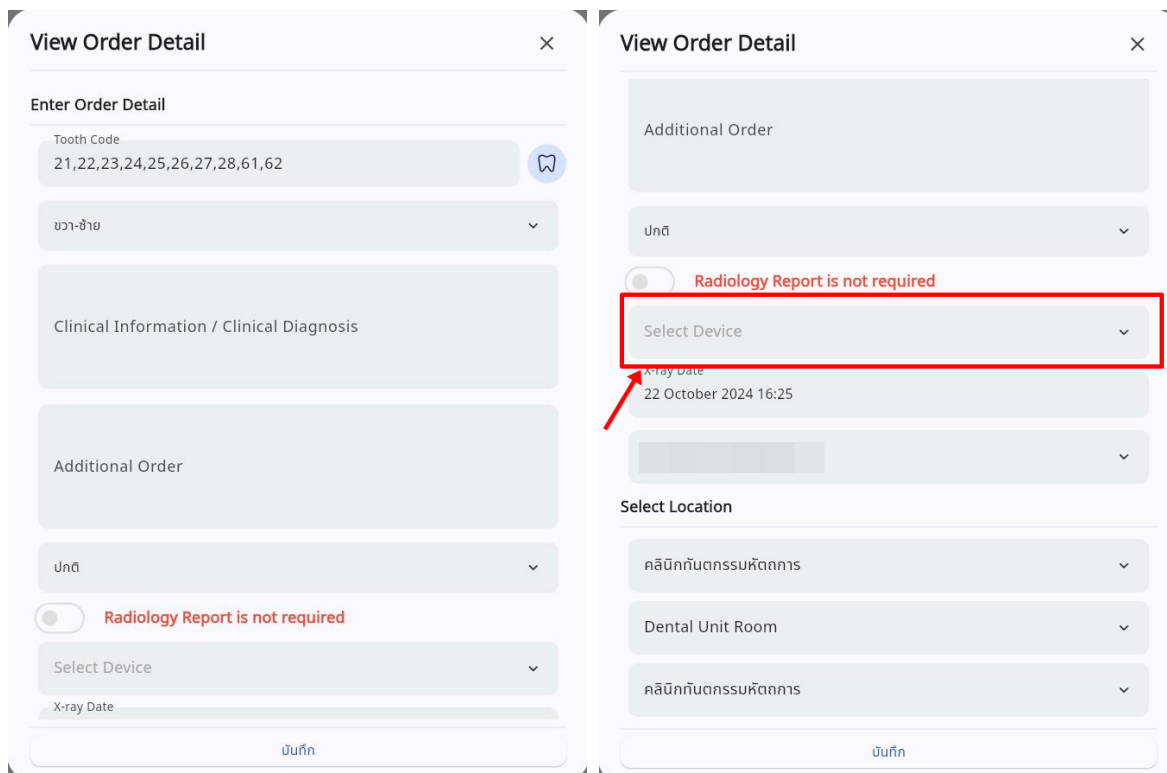 View Order Detail
Enter Order Detail
Tooth Code
21,22,23,24,25,26,27,28,61,62
ขวา-ซ้าย
Clinical Information / Clinical Diagnosis
Additional Order
ปกติ
Radiology Report is not required
Select Device
X-ray Date
บันทึก
View Order Detail
Additional Order
ปกติ
Radiology Report is not required
Select Device
X-ray Date
22 October 2024 16:25
Select Location
คลินิกทันตกรรมหัตถการ
Dental Unit Room
คลินิกทันตกรรมหัตถการ
บันทึก